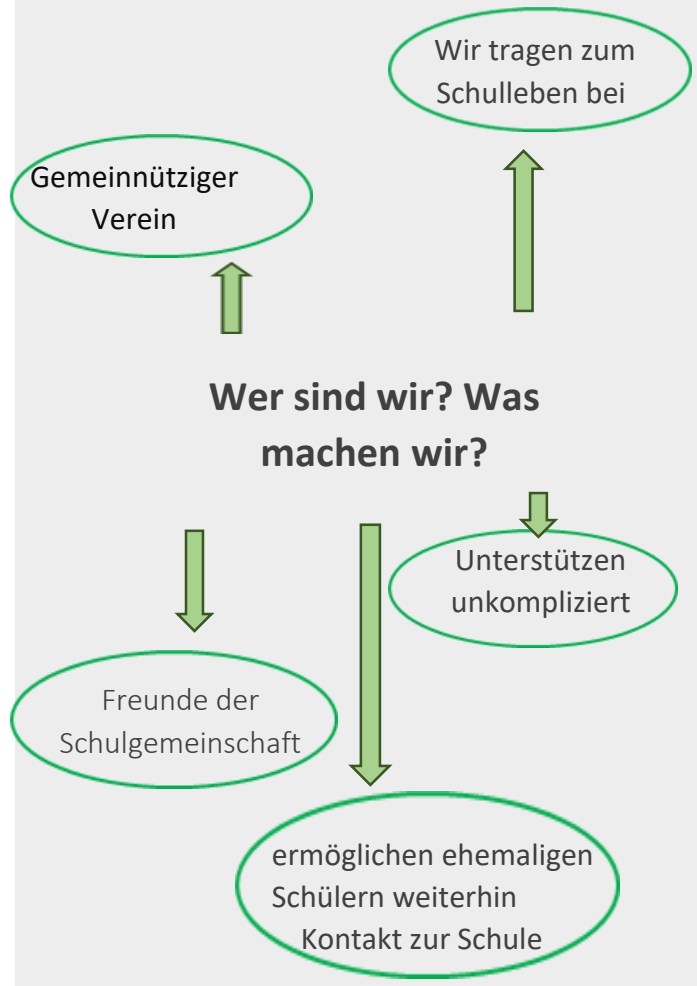 Wir tragen zum
Schulleben bei
Gemeinnütziger
Verein
Wer sind wir? Was
machen wir?
Unterstützen
unkompliziert
Freunde der
Schulgemeinschaft
ermöglichen ehemaligen
Schülern weiterhin
Kontakt zur Schule